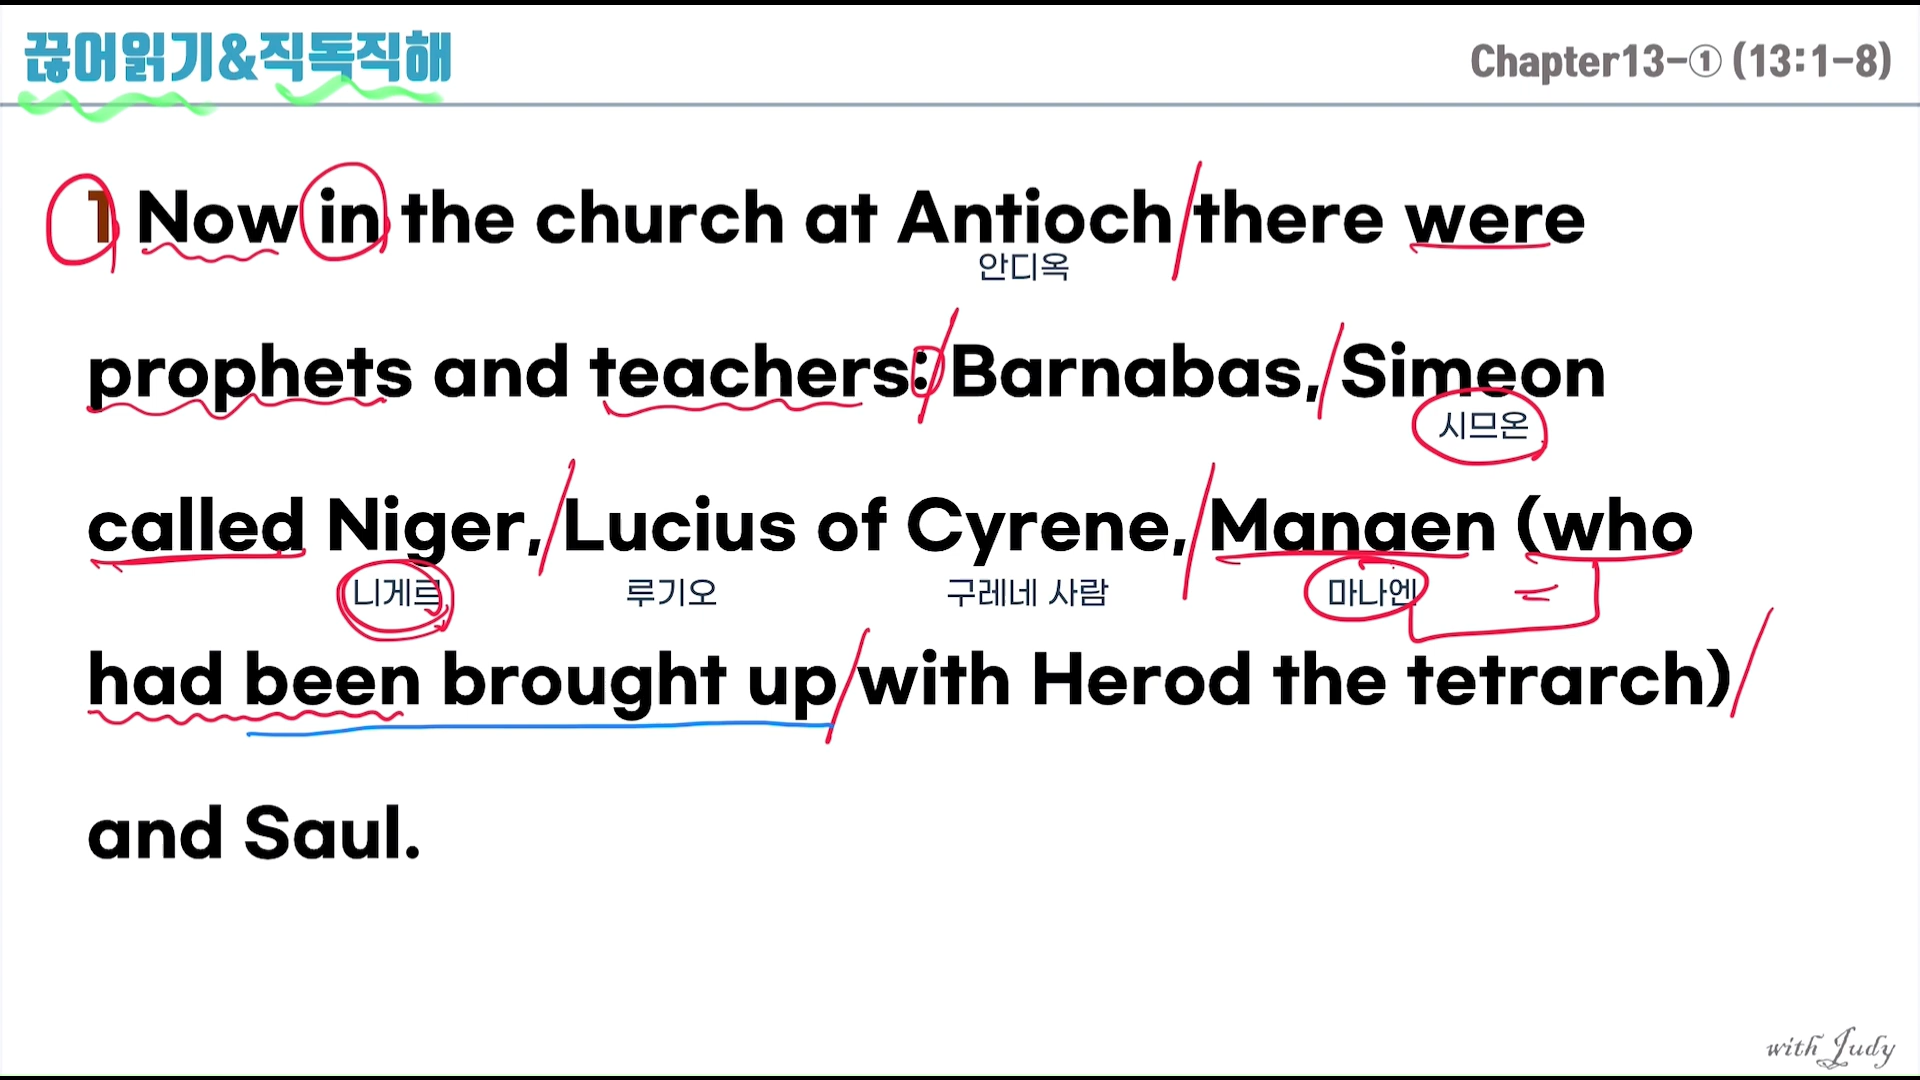 끊어읽기&직독직해
Chapter13-① (13:1-8)
1 Now in the church at Antioch there were
안디옥
prophets and teachers: Barnabas, Simeon
시므온
called Niger, Lucius of Cyrene, Manaen (who
니게르 루기오 구레네 사람 마나엔
had been brought up with Herod the tetrarch)
and Saul.
with Judy